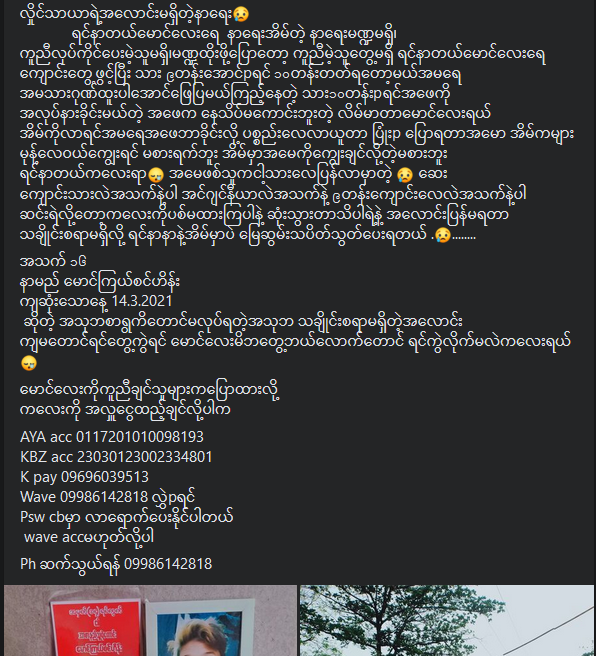 လှိုင်သာယာရဲ့အလောင်းမရှိတဲ့နာရေး😥
ရင်နာတယ်မောင်လေးရေ နာရေးအိမ်တဲ့ နာရေးမဏ္ဍမရှိ၊
ကူညီလုပ်ကိုင်ပေးမဲ့သူမရှိ၊မဏ္ဍထိုးဖို့ပြောတော့ ကူညီမဲ့သူတွေမရှိ ရင်နာတယ်မောင်လေးရေ
ကျောင်းတွေ့ဖွင့်ပြီး သား ၉တန်းအောင်ρရင် ၁၀တန်းတတ်ရတော့မယ်အမရေ
အမသားဂုဏ်ထူးပါအောင်ဖြေပြမယ်ကြည့်နေတဲ့ သား၁၀တန်းρရင်အဖေကို
အလုပ်နားခိုင်းမယ်တဲ့ အဖေက နေသိပ်မကောင်းဘူးတဲ့ လိမ်မာတာမောင်လေးရယ်
အိမ်ကိုလာရင်အမရေအဖေဘာခိုင်းလို့ ပစ္စည်းလေလာယူတာ ပြုံးρ ပြောရတာအမော အိမ်ကများ
မုန့်လေဝယ်ကျွေးရင် မစားရက်ဘူး အိမ်မှာအမေကိုကျွေးချင်လို့တဲ့မစားဘူး
ရင်နာတယ်ကလေးရာ😪 အမေဖစ်သူကငါ့သားလေပြန်လာမှာတဲ့ 😥 ဆေး
ကျောင်းသားလဲအသက်နဲ့ပါ အင်ဂျင်နီယာလဲအသက်နဲ့ ၉တန်းကျောင်းလေလဲအသက်နဲ့ပါ
ဆင်းရဲလို့တော့ကလေးကိုပစ်မထားကြပါနဲ့ ဆုံးသွားတာသိပါရဲ့နဲ့ အလောင်းပြန်မရတာ
သချိုင်းစရာမရှိလို့ ရင်နာနာနဲ့အိမ်မှာပဲ မြေဆွမ်းသပိတ်သွတ်ပေးရတယ် .😥........
အသက် ၁၆
နာမည် မောင်ကြယ်စင်ဟိန်း
ကျဆုံးသောနေ့ 14.3.2021
ဆိုတဲ့ အသုဘစာရွကိတောင်မလုပ်ရတဲ့အသုဘ သချိုင်းစရာမရှိတဲ့အလောင်း
ကျမတောင်ရင်တွေ့ကွဲရင် မောင်လေးမိဘတွေ့ဘယ်လောက်တောင် ရင်ကွဲလိုက်မလဲကလေးရယ်
😪
မောင်လေးကိုကူညီချင်သူများကပြောထားလို့
ကလေးကို အလှူငွေထည့်ချင်လို့ပါက
AYA acc 0117201010098193
KBZ acc 23030123002334801
K pay 09696039513
Wave 09986142818 လွှဲρရင်
Psw cbမှာ လာရောက်ပေးနိုင်ပါတယ်
wave accမဟုတ်လို့ပါ
Ph ဆက်သွယ်ရန် 09986142818